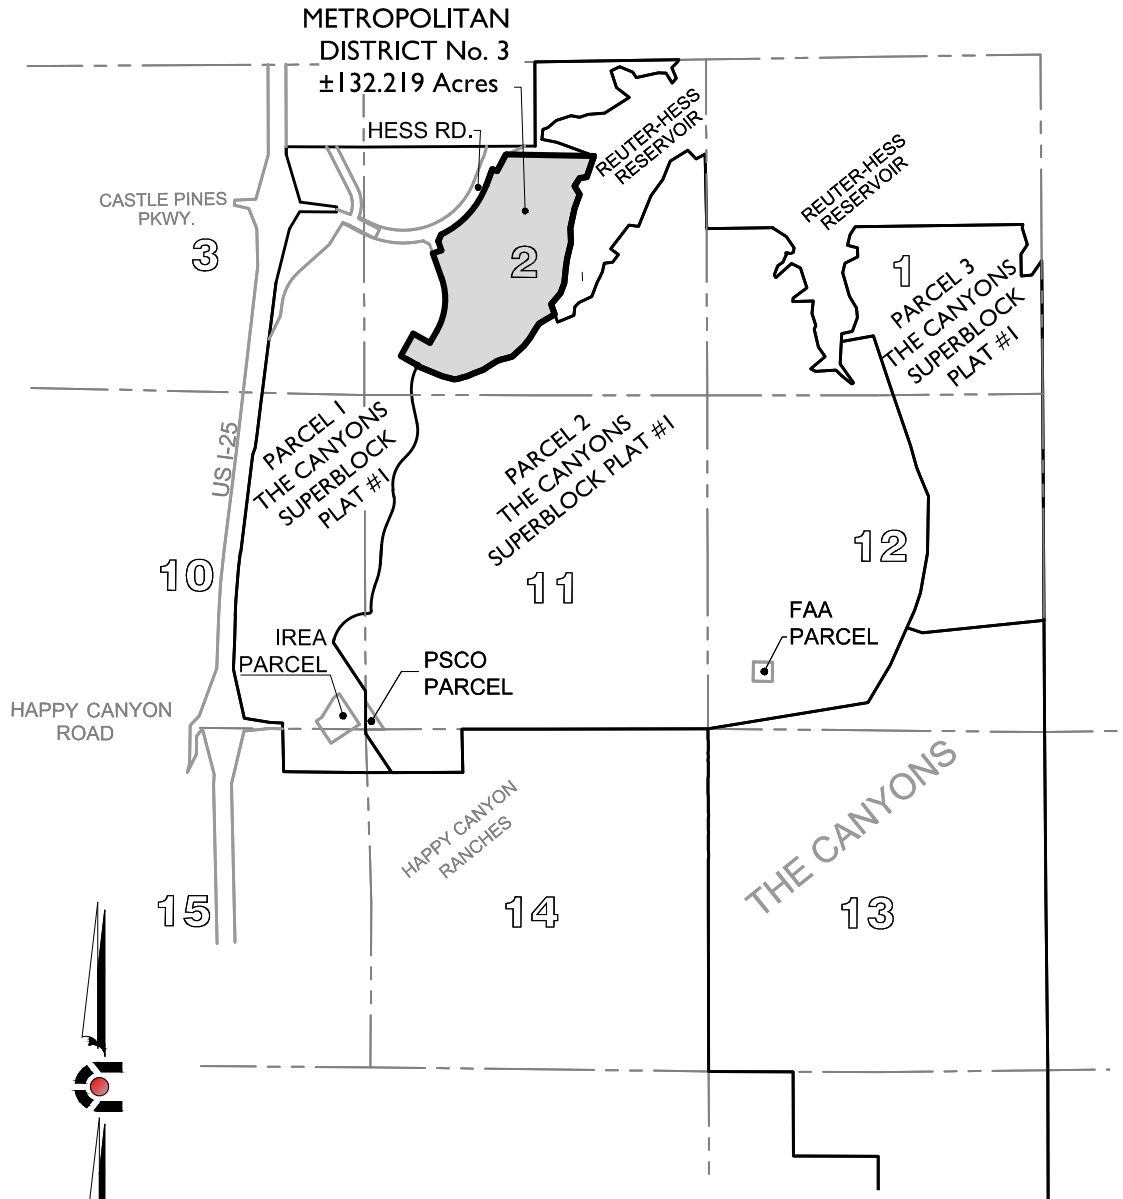 METROPOLITAN
DISTRICT No. 3
±132.219 Acres
HESS RD.
REUTER-HESS
RESERVOIR
REUTER-HESS
RESERVOIR
CASTLE PINES
PKWY.
3
2
1
PARCEL 3
THE CANYONS
SUPERBLOCK
PLAT #1
US I-25
PARCEL 1
THE CANYONS
SUPERBLOCK
PLAT #1
PARCEL 2
THE CANYONS
SUPERBLOCK PLAT #1
10
11
12
IREA
PARCEL
PSCO
PARCEL
FAA
PARCEL
HAPPY CANYON
ROAD
HAPPY CANYON
RANCHES
THE CANYONS
15
14
13